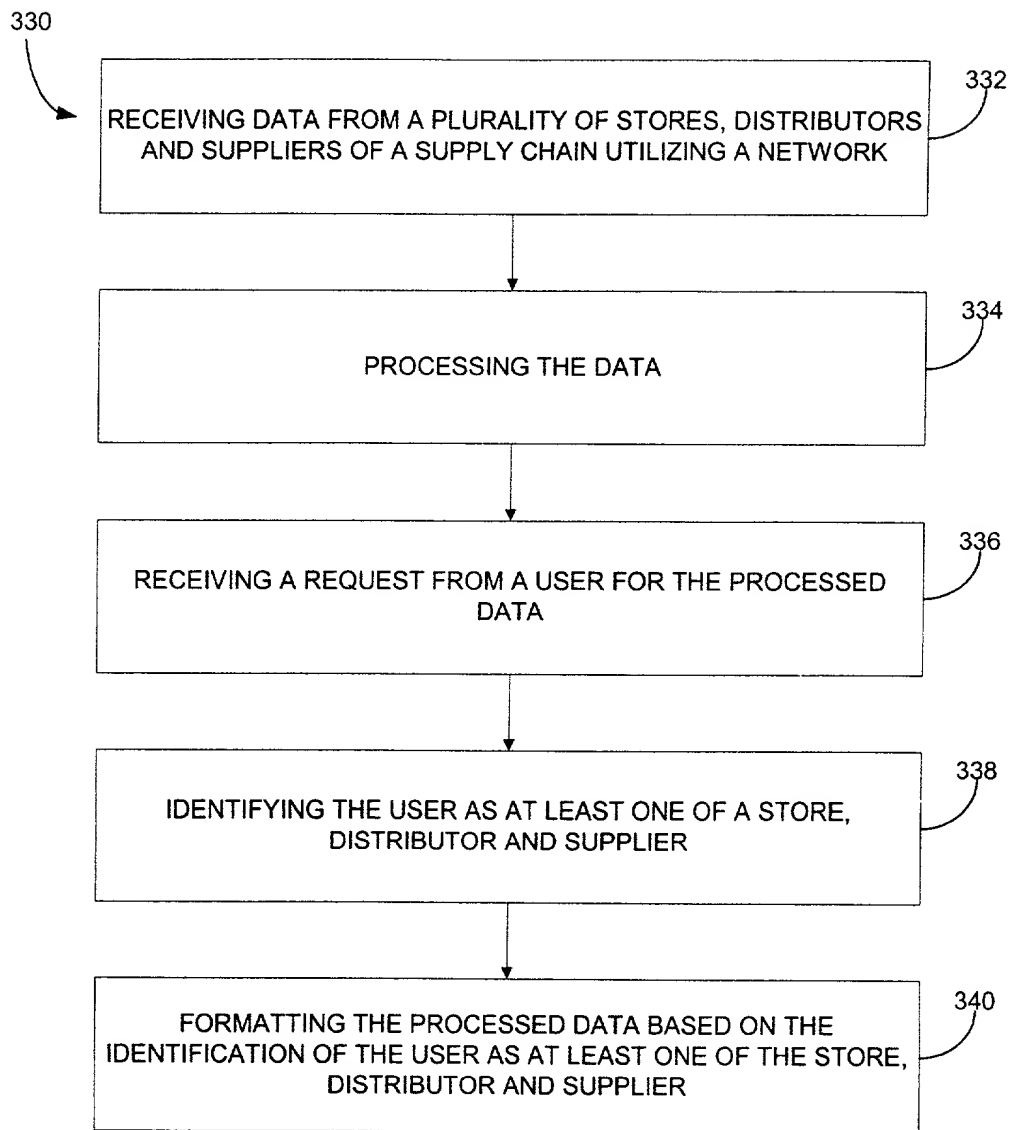 330
332
RECEIVING DATA FROM A PLURALITY OF STORES, DISTRIBUTORS
AND SUPPLIERS OF A SUPPLY CHAIN UTILIZING A NETWORK
334
PROCESSING THE DATA
336
RECEIVING A REQUEST FROM A USER FOR THE PROCESSED
DATA
338
IDENTIFYING THE USER AS AT LEAST ONE OF A STORE,
DISTRIBUTOR AND SUPPLIER
340
FORMATTING THE PROCESSED DATA BASED ON THE
IDENTIFICATION OF THE USER AS AT LEAST ONE OF THE STORE,
DISTRIBUTOR AND SUPPLIER